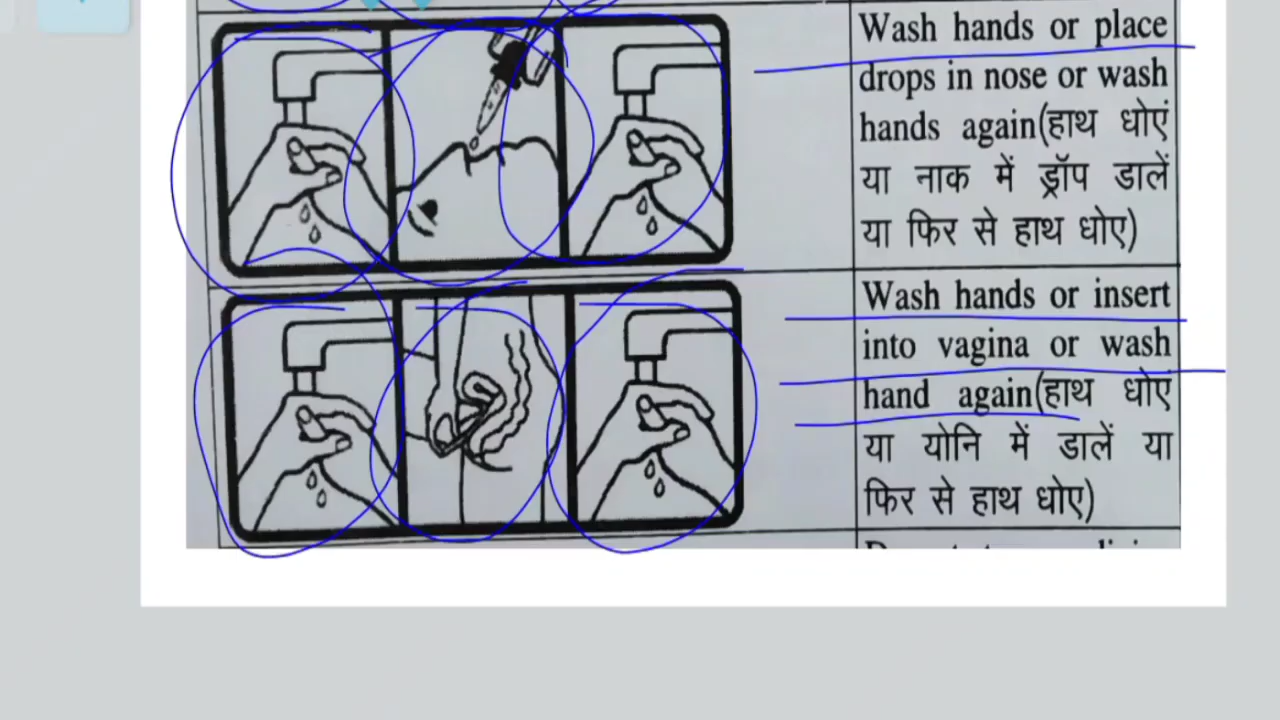 Wash hands or place
drops in nose or wash
hands again(हाथ धोएं
या नाक में ड्रॉप डालें
या फिर से हाथ धोए)
Wash hands or insert
into vagina or wash
hand again(हाथ धोएं
या योनि में डालें या
फिर से हाथ धोए)